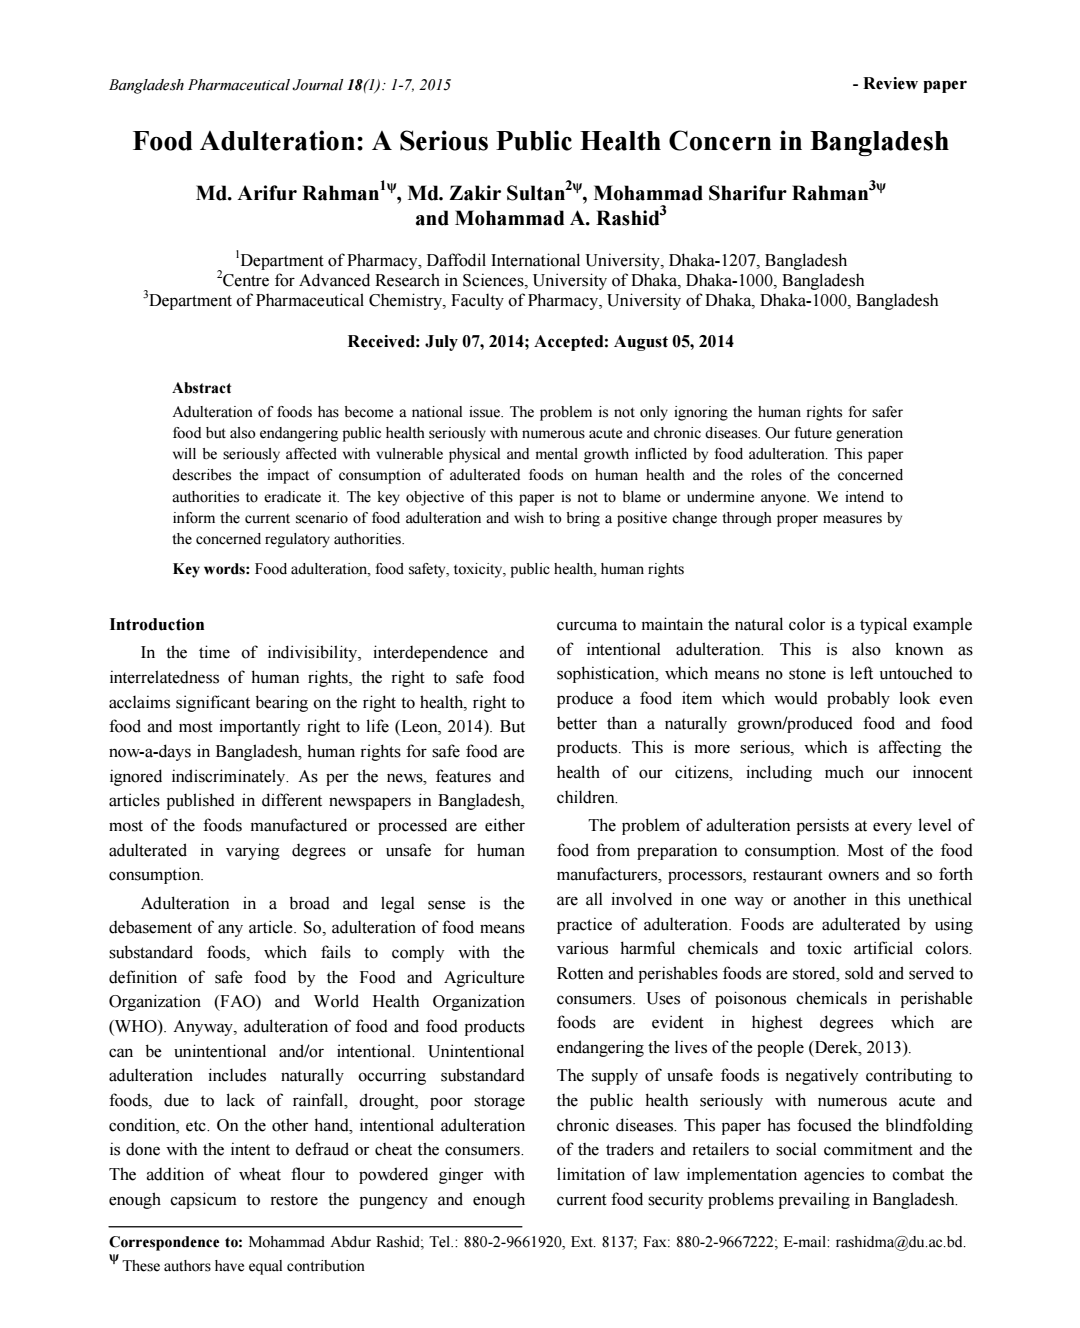 Bangladesh Pharmaceutical Journal 18(1): 1-7, 2015
- Review paper
Food Adulteration: A Serious Public Health Concern in Bangladesh
Md. Arifur Rahman1ψ, Md. Zakir Sultan2ψ, Mohammad Sharifur Rahman3ψ
and Mohammad A. Rashid3
1Department of Pharmacy, Daffodil International University, Dhaka-1207, Bangladesh
2Centre for Advanced Research in Sciences, University of Dhaka, Dhaka-1000, Bangladesh
3Department of Pharmaceutical Chemistry, Faculty of Pharmacy, University of Dhaka, Dhaka-1000, Bangladesh
Received: July 07, 2014; Accepted: August 05, 2014
Abstract
Adulteration of foods has become a national issue. The problem is not only ignoring the human rights for safer
food but also endangering public health seriously with numerous acute and chronic diseases. Our future generation
will be seriously affected with vulnerable physical and mental growth inflicted by food adulteration. This paper
describes the impact of consumption of adulterated foods on human health and the roles of the concerned
authorities to eradicate it. The key objective of this paper is not to blame or undermine anyone. We intend to
inform the current scenario of food adulteration and wish to bring a positive change through proper measures by
the concerned regulatory authorities.
Key words: Food adulteration, food safety, toxicity, public health, human rights
Introduction
In the time of indivisibility, interdependence and
interrelatedness of human rights, the right to safe food
acclaims significant bearing on the right to health, right to
food and most importantly right to life (Leon, 2014). But
now-a-days in Bangladesh, human rights for safe food are
ignored indiscriminately. As per the news, features and
articles published in different newspapers in Bangladesh,
most of the foods manufactured or processed are either
adulterated in varying degrees or unsafe for human
consumption.
Adulteration in a broad and legal sense is the
debasement of any article. So, adulteration of food means
substandard foods, which fails to comply with the
definition of safe food by the Food and Agriculture
Organization (FAO) and World Health Organization
(WHO). Anyway, adulteration of food and food products
can be unintentional and/or intentional. Unintentional
adulteration includes naturally occurring substandard
foods, due to lack of rainfall, drought, poor storage
condition, etc. On the other hand, intentional adulteration
is done with the intent to defraud or cheat the consumers.
The addition of wheat flour to powdered ginger with
enough capsicum to restore the pungency and enough
curcuma to maintain the natural color is a typical example
of intentional adulteration. This is also known as
sophistication, which means no stone is left untouched to
produce a food item which would probably look even
better than a naturally grown/produced food and food
products. This is more serious, which is affecting the
health of our citizens, including much our innocent
children.
The problem of adulteration persists at every level of
food from preparation to consumption. Most of the food
manufacturers, processors, restaurant owners and so forth
are all involved in one way or another in this unethical
practice of adulteration. Foods are adulterated by using
various harmful chemicals and toxic artificial colors.
Rotten and perishables foods are stored, sold and served to
consumers. Uses of poisonous chemicals in perishable
foods are evident in highest degrees which are
endangering the lives of the people (Derek, 2013).
The supply of unsafe foods is negatively contributing to
the public health seriously with numerous acute and
chronic diseases. This paper has focused the blindfolding
of the traders and retailers to social commitment and the
limitation of law implementation agencies to combat the
current food security problems prevailing in Bangladesh.
Correspondence to: Mohammad Abdur Rashid; Tel.: 880-2-9661920, Ext. 8137; Fax: 880-2-9667222; E-mail: rashidma@du.ac.bd.
ψ These authors have equal contribution